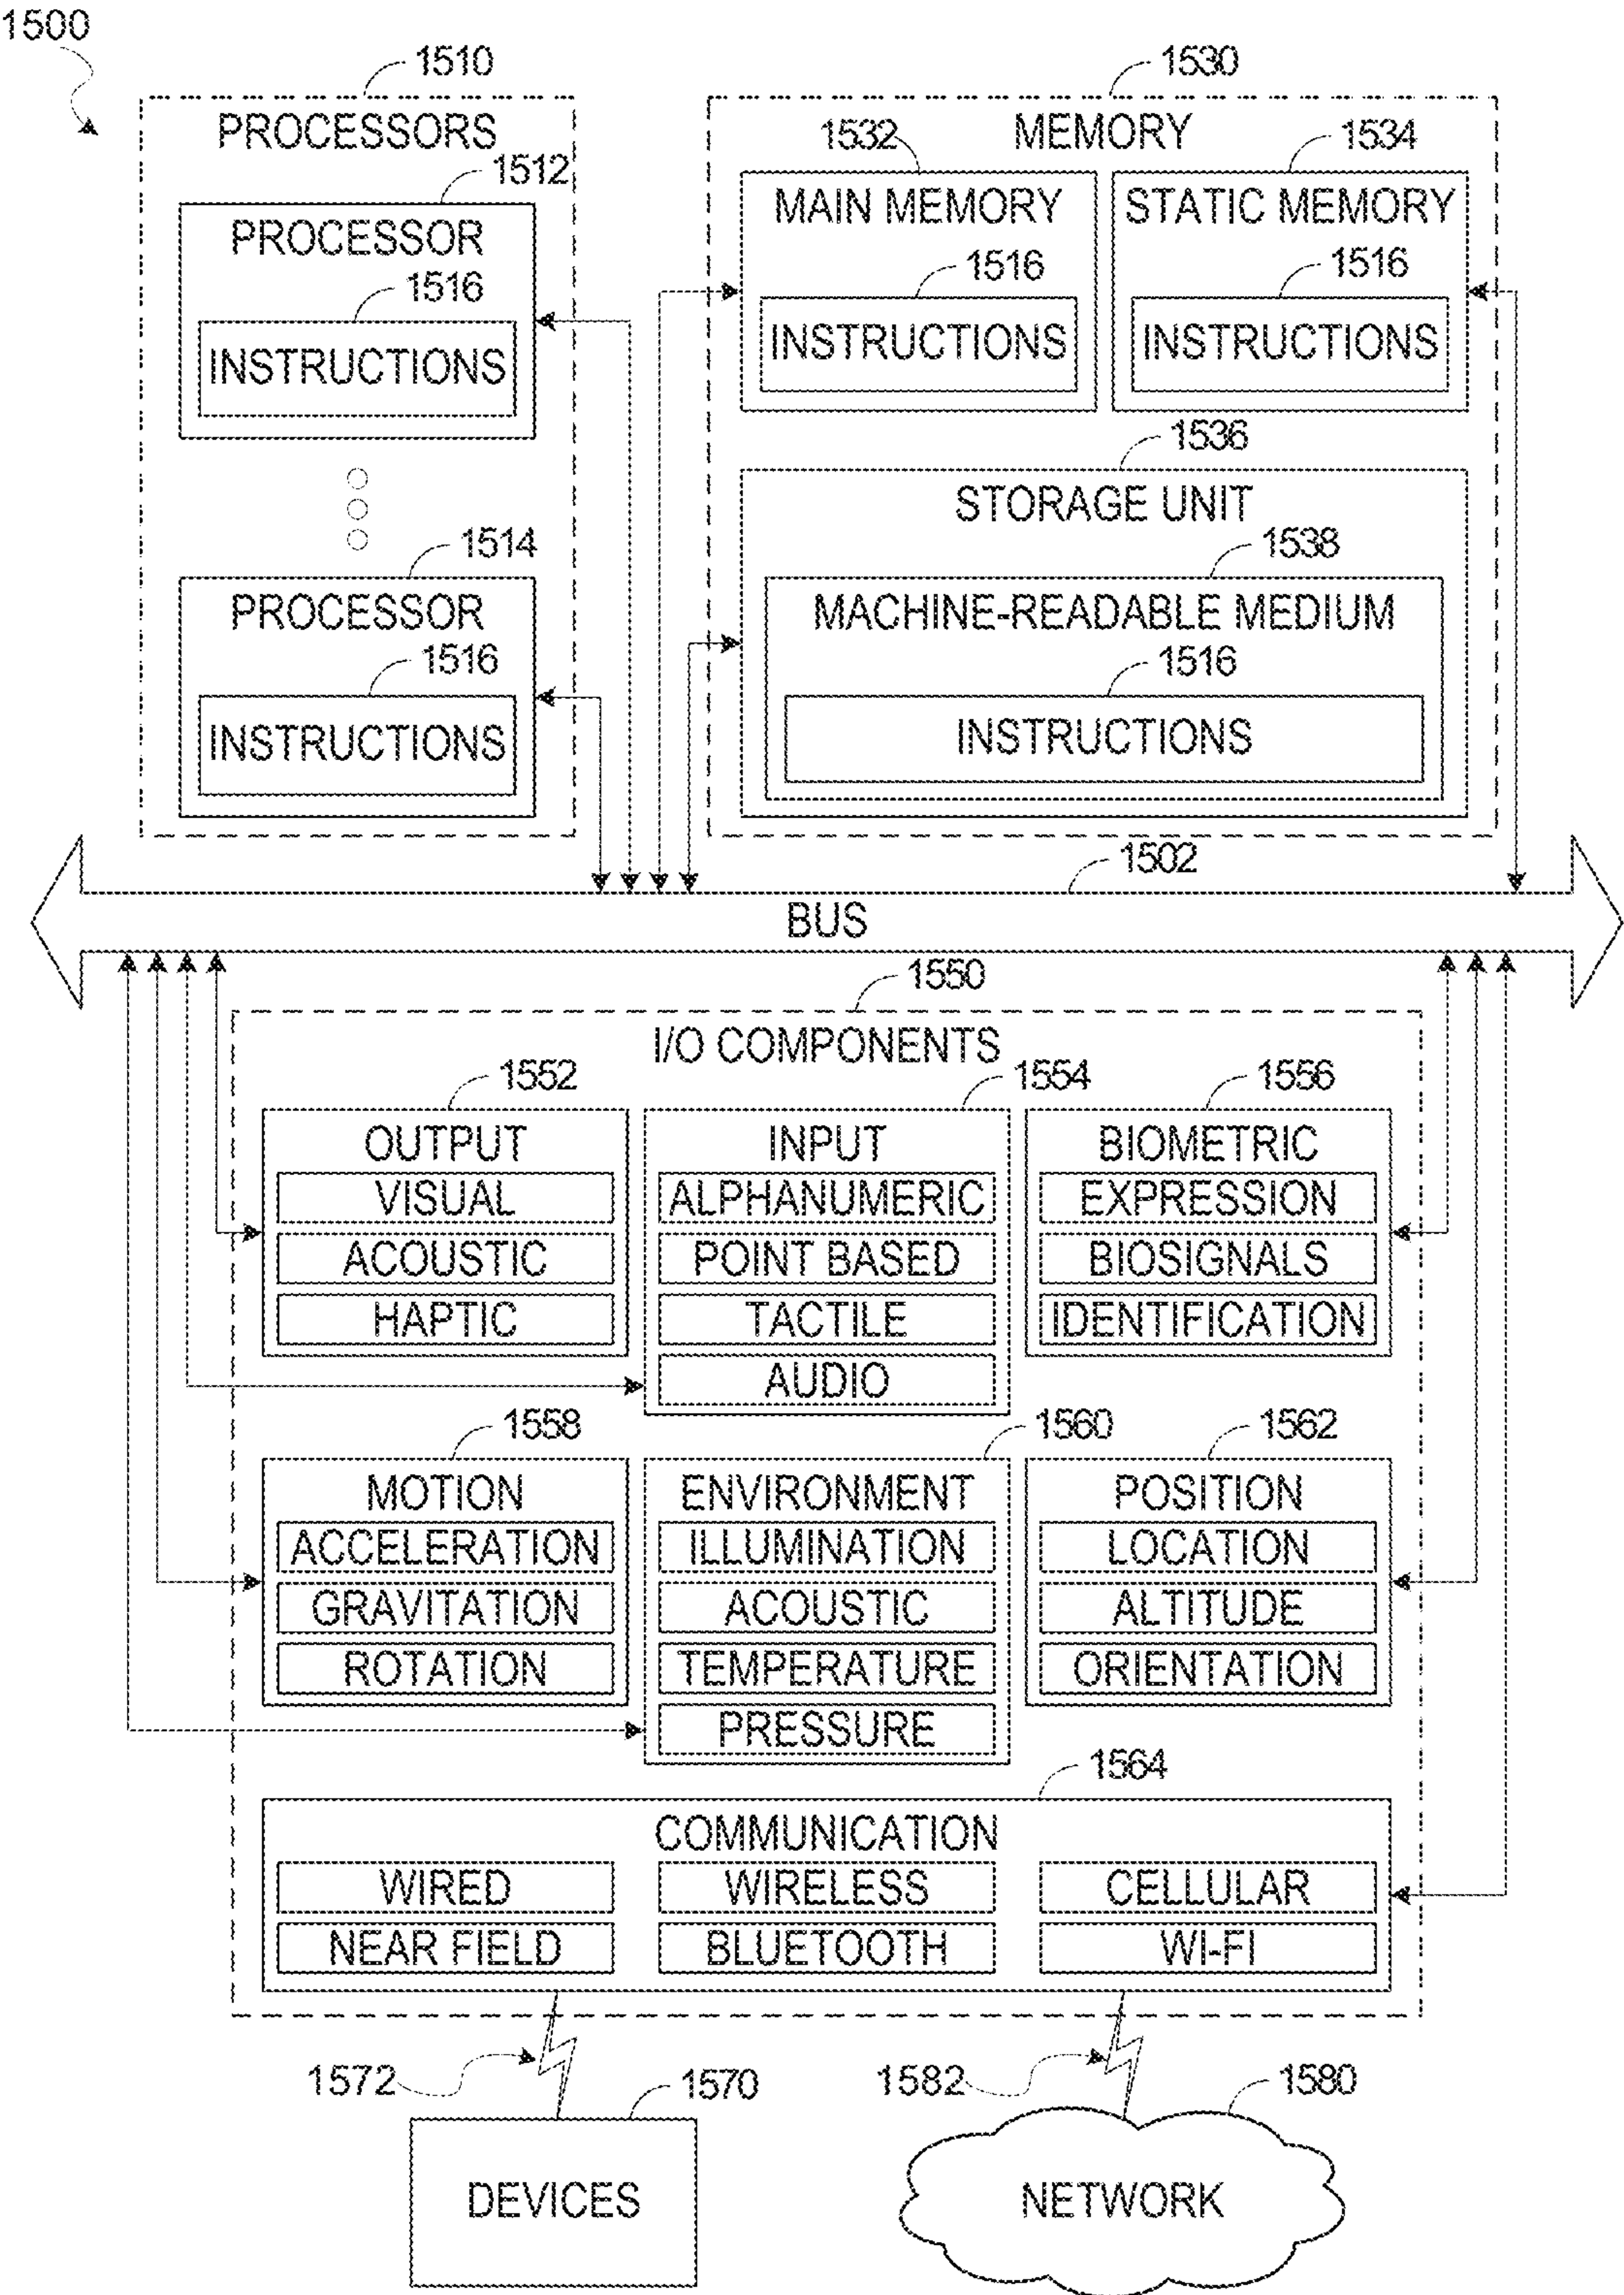 1500
1510
PROCESSORS
1512
PROCESSOR
1516
INSTRUCTIONS
1514
PROCESSOR
1516
INSTRUCTIONS
1530
MEMORY
1532
MAIN MEMORY
1516
INSTRUCTIONS
1534
STATIC MEMORY
1516
INSTRUCTIONS
1536
STORAGE UNIT
1538
MACHINE-READABLE MEDIUM
1516
INSTRUCTIONS
1502
BUS
1550
I/O COMPONENTS
1552
OUTPUT
VISUAL
ACOUSTIC
HAPTIC
1554
INPUT
ALPHANUMERIC
POINT BASED
TACTILE
AUDIO
1556
BIOMETRIC
EXPRESSION
BIOSIGNALS
IDENTIFICATION
1558
MOTION
ACCELERATION
GRAVITATION
ROTATION
1560
ENVIRONMENT
ILLUMINATION
ACOUSTIC
TEMPERATURE
PRESSURE
1562
POSITION
LOCATION
ALTITUDE
ORIENTATION
1564
COMMUNICATION
WIRED
WIRELESS
CELLULAR
NEAR FIELD
BLUETOOTH
WI-FI
1572
1570
DEVICES
1582
1580
NETWORK